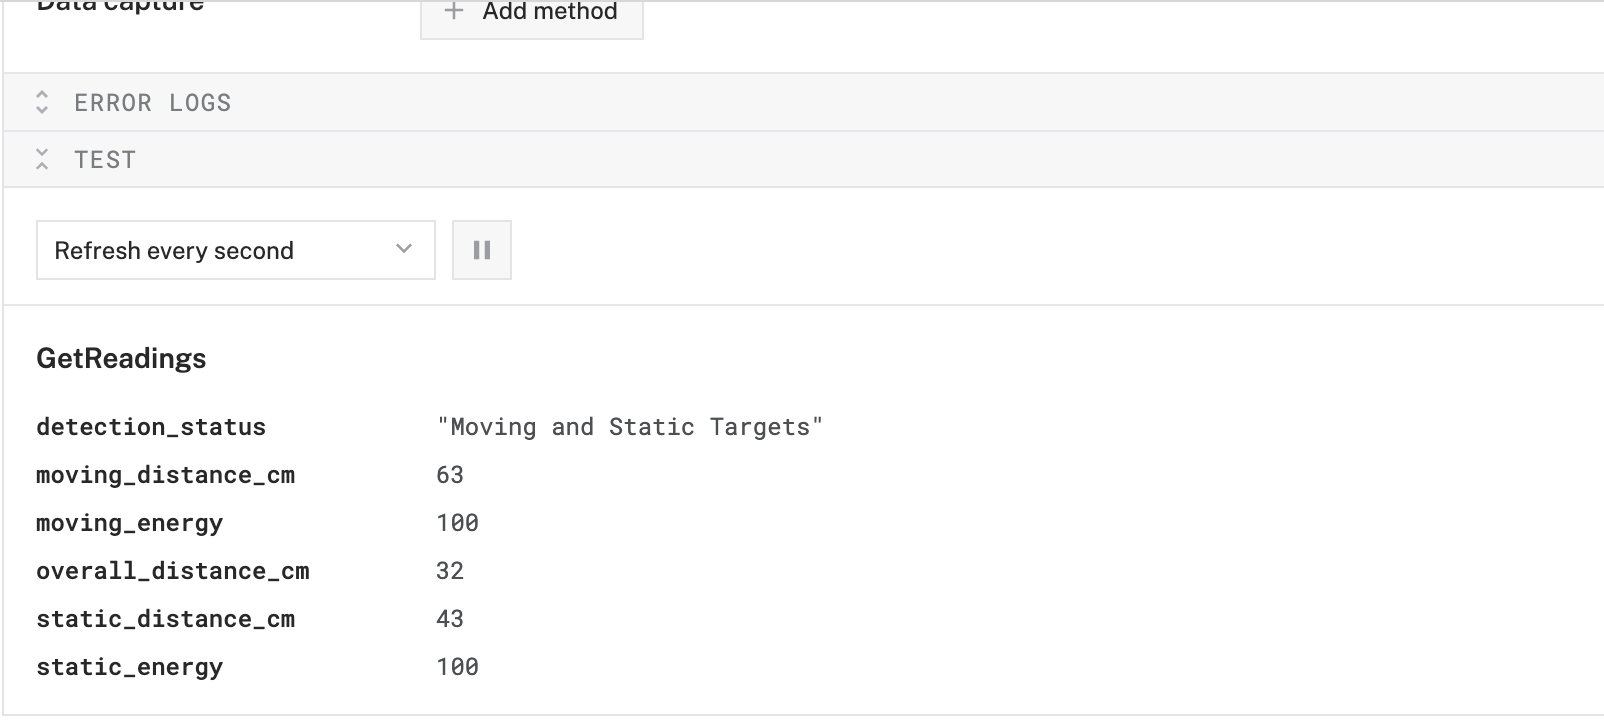 Data capture
Add method
ERROR LOGS
TEST
Refresh every second
GetReadings
detection_status "Moving and Static Targets"
moving_distance_cm 63
moving_energy 100
overall_distance_cm 32
static_distance_cm 43
static_energy 100